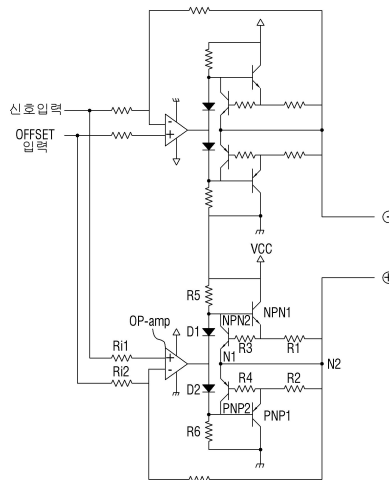 신호입력
OFFSET
입력
-
+
⊖
VCC
⊕
R5
NPN1
OP-amp
D1
NPN2
R3
R1
Ri1
N1
N2
+
-
Ri2
R4
R2
D2
PNP2
PNP1
R6